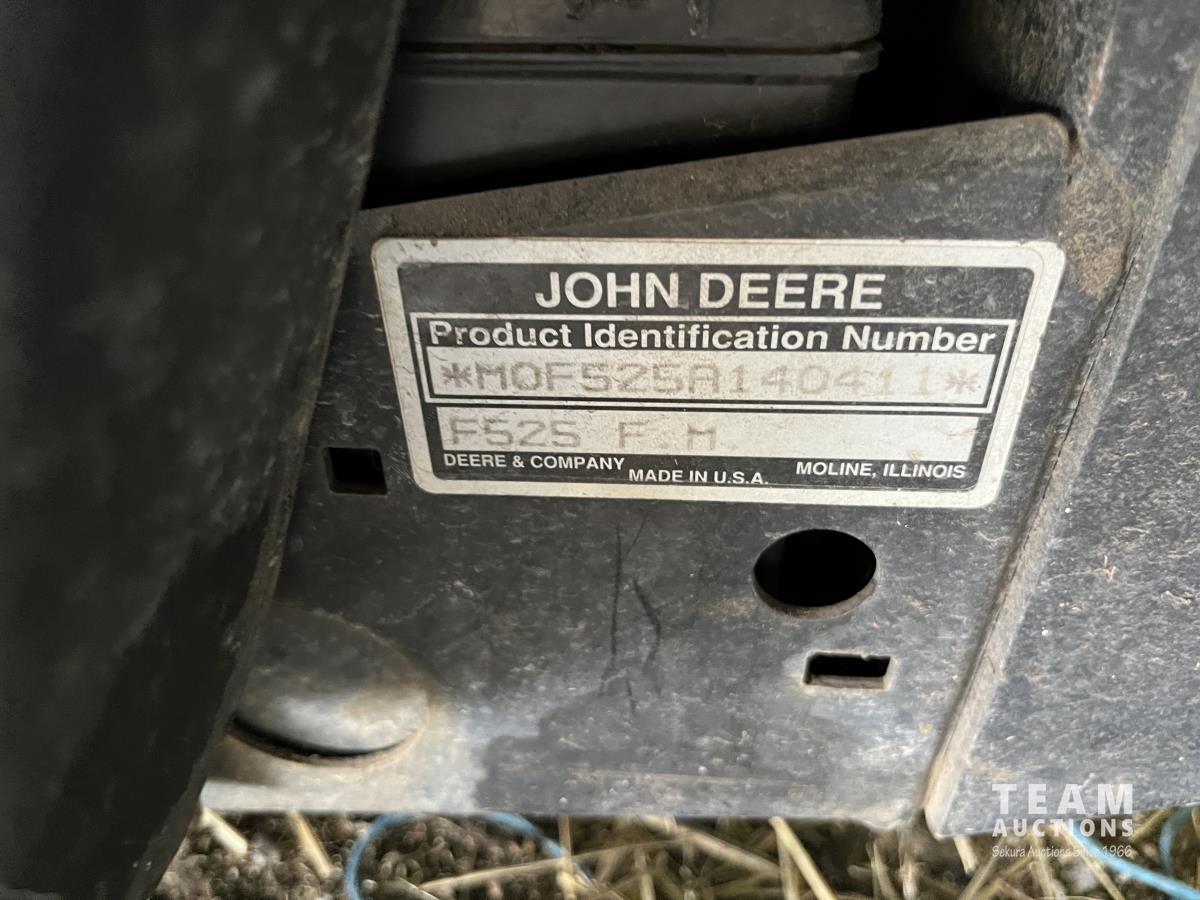 JOHN DEERE
Product Identification Number
*M0F525A140411*
F525 F M
DEERE & COMPANY
MOLINE, ILLINOIS
MADE IN U.S.A.
TEAM
AUCTIONS
Sekura Auctions Since 1966